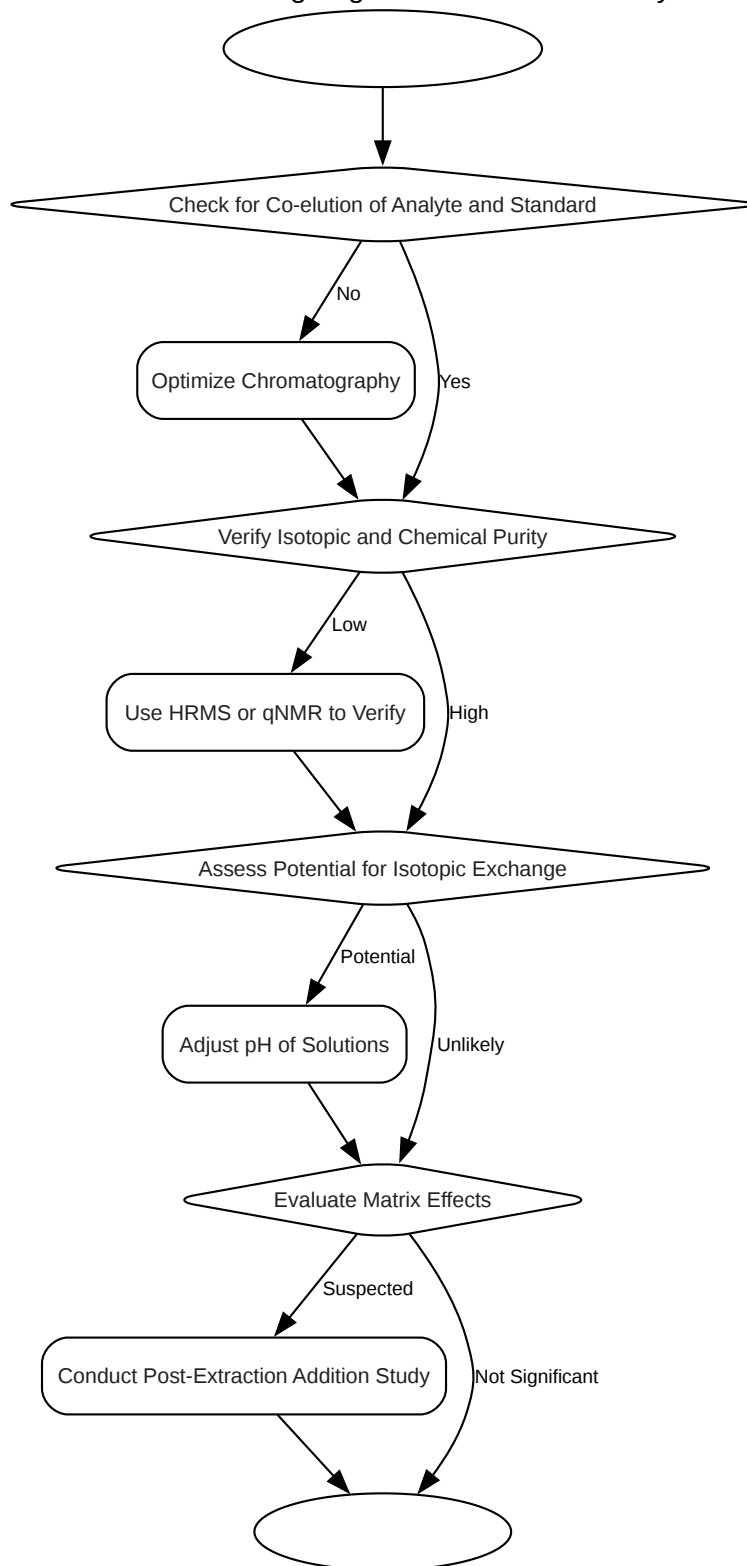 Check for Co-elution of Analyte and Standard
No
Optimize Chromatography
Yes
Verify Isotopic and Chemical Purity
Low
Use HRMS or qNMR to Verify
High
Assess Potential for Isotopic Exchange
Potential
Adjust pH of Solutions
Unlikely
Evaluate Matrix Effects
Suspected
Conduct Post-Extraction Addition Study
Not Significant